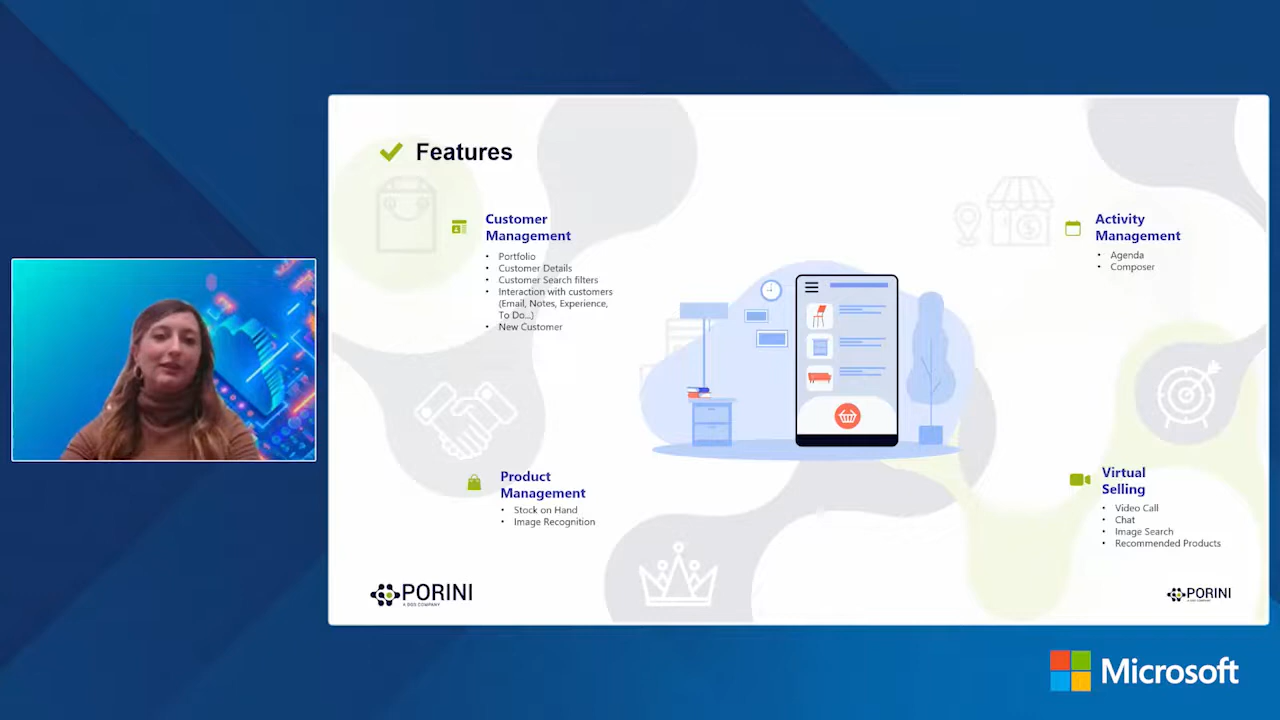 Features
Customer
Management
• Portfolio
• Customer Details
• Customer Search filters
• Interaction with customers
(Email, Notes, Experience,
To Do...)
• New Customer
Activity
Management
• Agenda
• Composer
Product
Management
• Stock on Hand
• Image Recognition
Virtual
Selling
• Video Call
• Chat
• Image Search
• Recommended Products
PORINI
A DGS COMPANY
PORINI
Microsoft